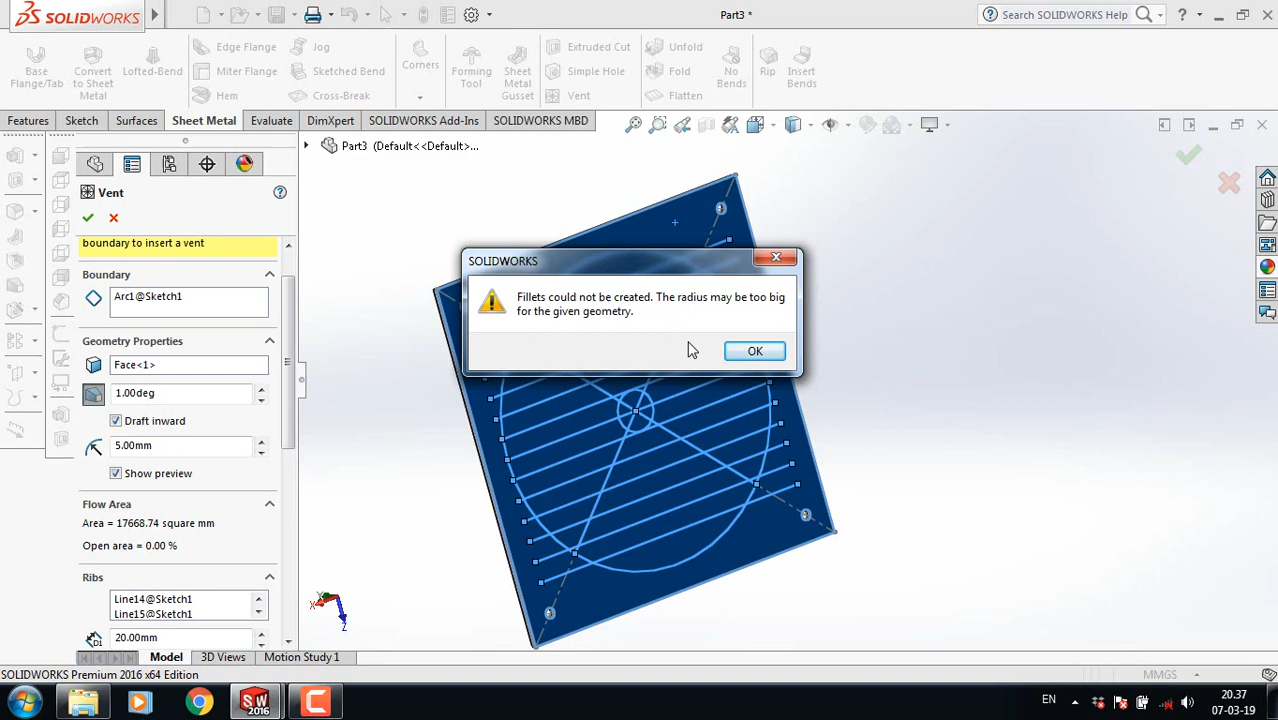 SOLIDWORKS
Part3 *
Search SOLIDWORKS Help
Base Flange/Tab
Convert to Sheet Metal
Lofted-Bend
Edge Flange
Miter Flange
Hem
Jog
Sketched Bend
Cross-Break
Corners
Forming Tool
Sheet Metal Gusset
Extruded Cut
Simple Hole
Vent
Unfold
Fold
Flatten
No Bends
Rip
Insert Bends
Features
Sketch
Surfaces
Sheet Metal
Evaluate
DimXpert
SOLIDWORKS Add-Ins
SOLIDWORKS MBD
Part3 (Default<<Default>...
Vent
boundary to insert a vent
Boundary
Arc1@Sketch1
Geometry Properties
Face<1>
1.00deg
Draft inward
5.00mm
Show preview
Flow Area
Area = 17668.74 square mm
Open area = 0.00 %
Ribs
Line14@Sketch1
Line15@Sketch1
20.00mm
SOLIDWORKS
Fillets could not be created. The radius may be too big
for the given geometry.
OK
X
Z
Model
3D Views
Motion Study 1
SOLIDWORKS Premium 2016 x64 Edition
MMGS
EN
20.37
07-03-19